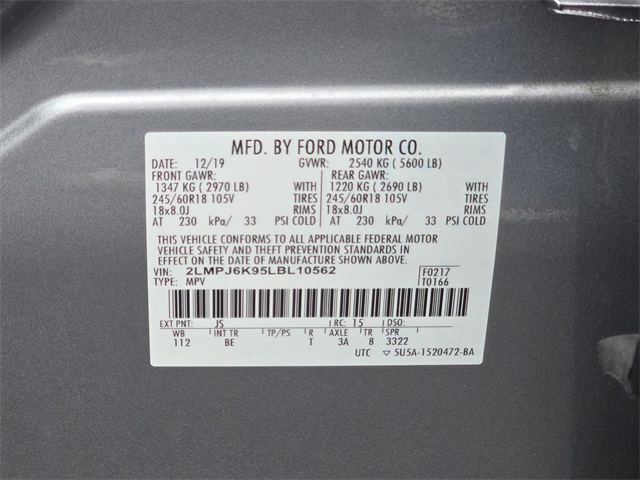 MFD. BY FORD MOTOR CO.
DATE: 12/19 GVWR: 2540 KG ( 5600 LB)
FRONT GAWR: REAR GAWR:
1347 KG ( 2970 LB) WITH 1220 KG ( 2690 LB) WITH
245/60R18 105V TIRES 245/60R18 105V TIRES
18x8.0J RIMS 18x8.0J RIMS
AT 230 kPa/ 33 PSI COLD AT 230 kPa/ 33 PSI COLD
THIS VEHICLE CONFORMS TO ALL APPLICABLE FEDERAL MOTOR
VEHICLE SAFETY AND THEFT PREVENTION STANDARDS IN
EFFECT ON THE DATE OF MANUFACTURE SHOWN ABOVE.
VIN: 2LMPJ6K95LBL10562 F0217
TYPE: MPV T0166
EXT PNT: JS RC: 15 DSO:
WB INT TR TP/PS R AXLE TR SPR
112 BE T 3A 8 3322
UTC ▽ 5U5A-1520472-BA